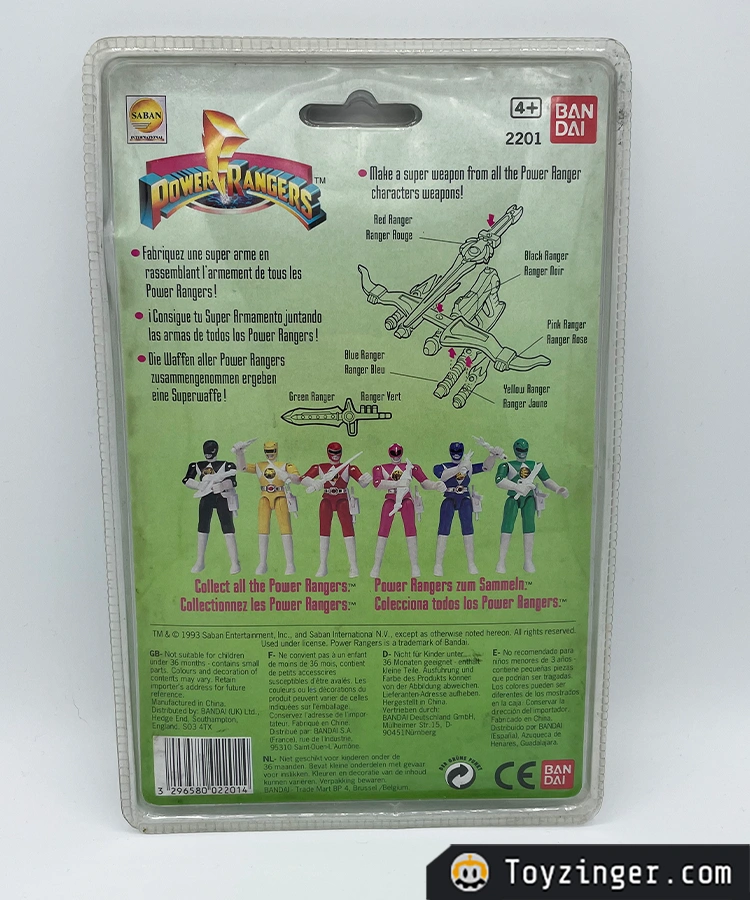 SABAN
INTERNATIONAL
POWER RANGERS™
4+
BAN
DAI
2201
• Make a super weapon from all the Power Ranger
characters weapons!
Red Ranger
Ranger Rouge
Black Ranger
Ranger Noir
Pink Ranger
Ranger Rose
Blue Ranger
Ranger Bleu
Yellow Ranger
Ranger Jaune
Green Ranger
Ranger Vert
• Fabriquez une super arme en
rassemblant l'armement de tous les
Power Rangers!
• ¡Consigue tu Super Armamento juntando
las armas de todos los Power Rangers!
• Die Waffen aller Power Rangers
zusammengenommen ergeben
eine Superwaffe!
Collect all the Power Rangers.™
Collectionnez les Power Rangers.™
Power Rangers zum Sammeln.™
Colecciona todos los Power Rangers.™
TM & © 1993 Saban Entertainment, Inc., and Saban International N.V., except as otherwise noted hereon. All rights reserved.
Used under license. Power Rangers is a trademark of Bandai.
GB- Not suitable for children
under 36 months - contains small
parts. Colours and decoration of
contents may vary. Retain
importer's address for future
reference.
Manufactured in China.
Distributed by: BANDAI (UK) Ltd.,
Hedge End, Southampton,
England, SO3 4TX
F- Ne convient pas à un enfant
de moins de 36 mois, contient
de petits accessoires
susceptibles d'être avalés. Les
couleurs ou les décorations du
produit peuvent varier de celles
indiquées sur l'emballage.
Conservez l'adresse de l'impor-
tateur. Fabriqué en Chine.
Distribué par: BANDAI S.A.
(France), rue de l'Industrie,
95310 Saint Ouen-L'Aumône.
D- Nicht für Kinder unter
36 Monaten geeignet - enthält
kleine Teile. Ausführung und
Farbe des Produkts können
von der Abbildung abweichen.
Lieferanten-Adresse aufheben.
Hergestellt in China.
Vertrieben durch:
BANDAI Deutschland GmbH,
Mülheimer Str.15, D-
90451Nürnberg
E- No recomendado para
niños menores de 3 años -
contiene pequeñas piezas
que podrían ser tragadas.
Los colores pueden ser
diferentes de los mostrados
en la caja. Conservar la
dirección del importador.
Fabricado en China.
Distribuido por BANDAI
(España), Azuqueca de
Henares, Guadalajara.
NL- Niet geschikt voor kinderen onder de
36 maanden. Bevat kleine onderdelen met gevaar
voor inslikken. Kleuren en decoratie van de inhoud
kunnen variëren. Verpakking bewaren.
BANDAI, Trade Mart BP 4, Brussel/Belgium.
3 296580 022014
DER GRÜNE PUNKT
CE
BAN
DAI
Toyzinger.com